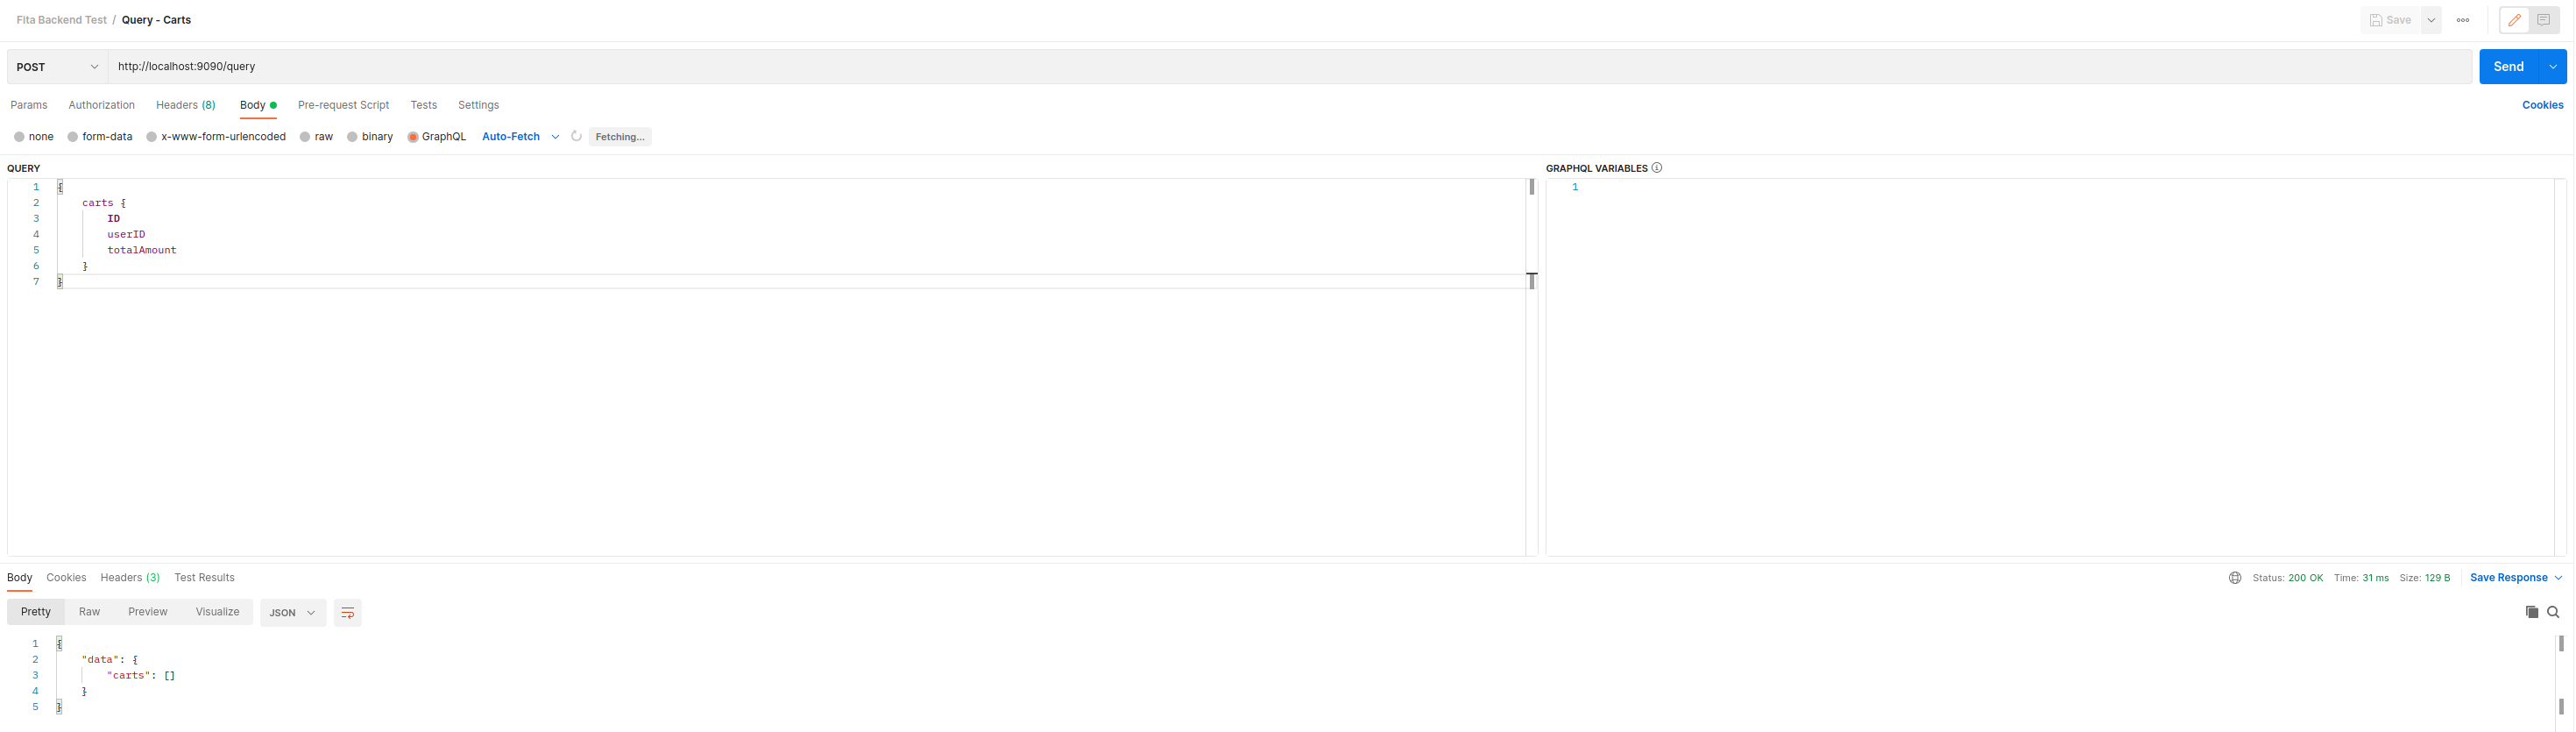 Fita Backend Test / Query - Carts
Save
POST
http://localhost:9090/query
Send
Params Authorization Headers (8) Body Pre-request Script Tests Settings
Cookies
none form-data x-www-form-urlencoded raw binary GraphQL Auto-Fetch Fetching...
QUERY
1 {
2 carts {
3 ID
4 userID
5 totalAmount
6 }
7 }
GRAPHQL VARIABLES
1
Body Cookies Headers (3) Test Results
Status: 200 OK Time: 31 ms Size: 129 B Save Response
Pretty Raw Preview Visualize JSON
1 {
2 "data": {
3 "carts": []
4 }
5 }